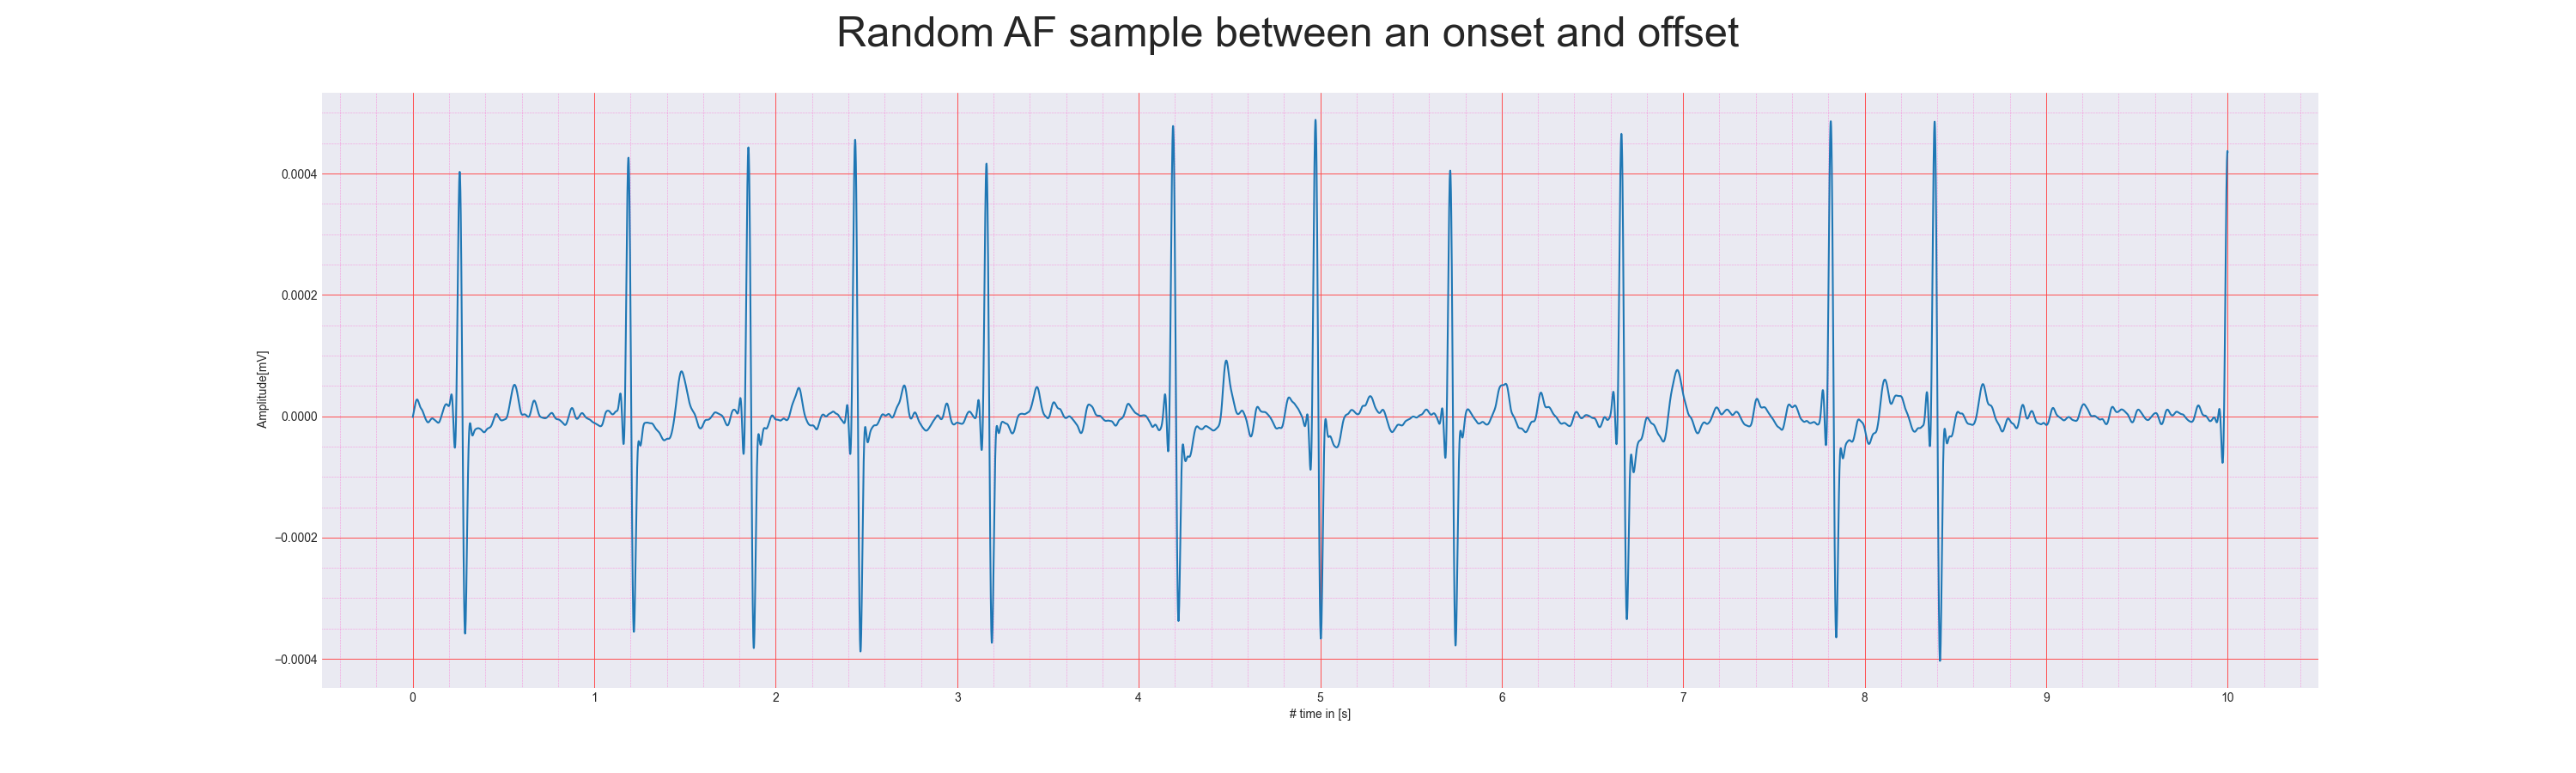 Random AF sample between an onset and offset
0.0004
0.0002
0.0000
−0.0002
−0.0004
Amplitude[mV]
0 1 2 3 4 5 6 7 8 9 10
# time in [s]